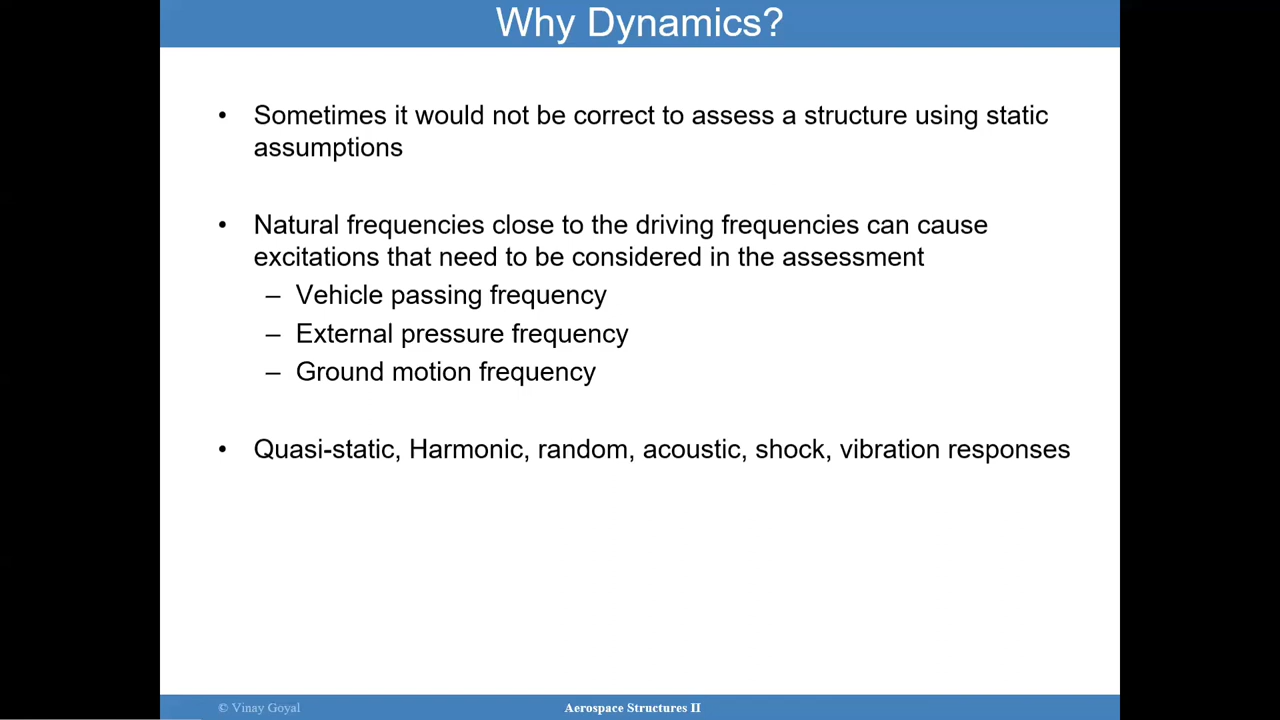 Why Dynamics?
• Sometimes it would not be correct to assess a structure using static
assumptions
• Natural frequencies close to the driving frequencies can cause
excitations that need to be considered in the assessment
– Vehicle passing frequency
– External pressure frequency
– Ground motion frequency
• Quasi-static, Harmonic, random, acoustic, shock, vibration responses
© Vinay Goyal
Aerospace Structures II